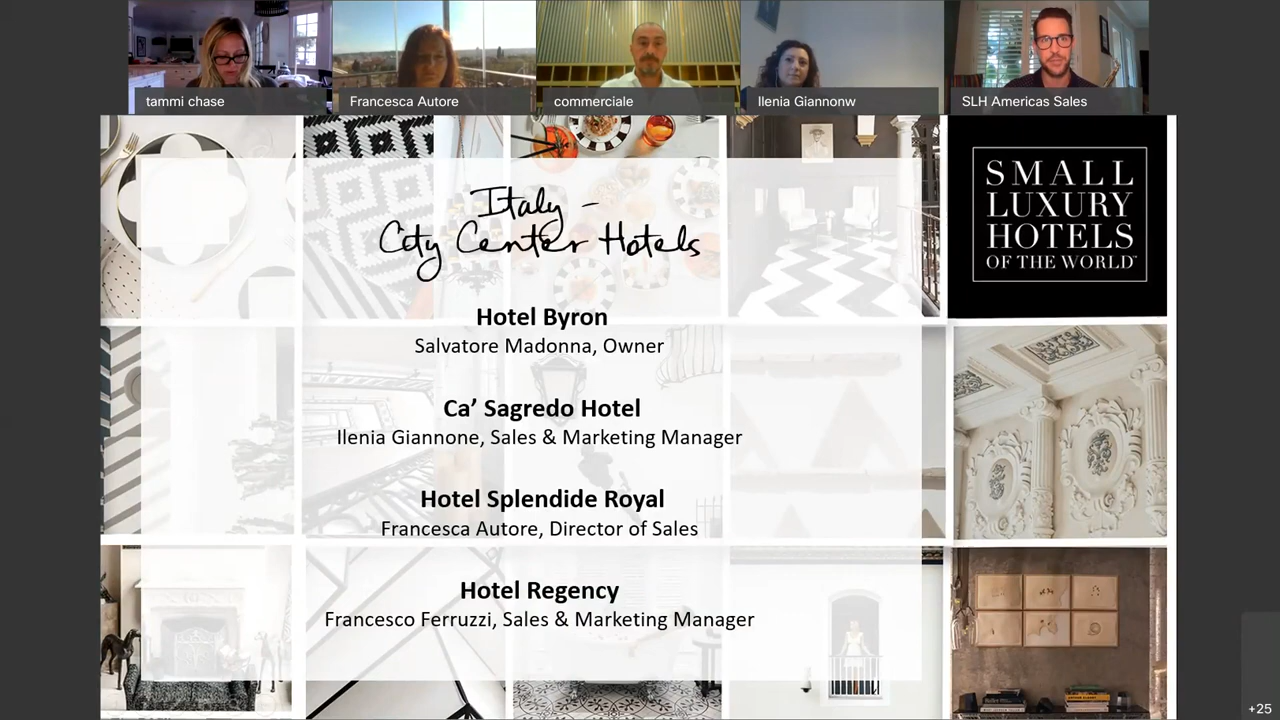 tammi chase
Francesca Autore
commerciale
Ilenia Giannonw
SLH Americas Sales
SMALL
LUXURY
HOTELS
OF THE WORLD™
Italy –
City Center Hotels
Hotel Byron
Salvatore Madonna, Owner
Ca’ Sagredo Hotel
Ilenia Giannone, Sales & Marketing Manager
Hotel Splendide Royal
Francesca Autore, Director of Sales
Hotel Regency
Francesco Ferruzzi, Sales & Marketing Manager
+25